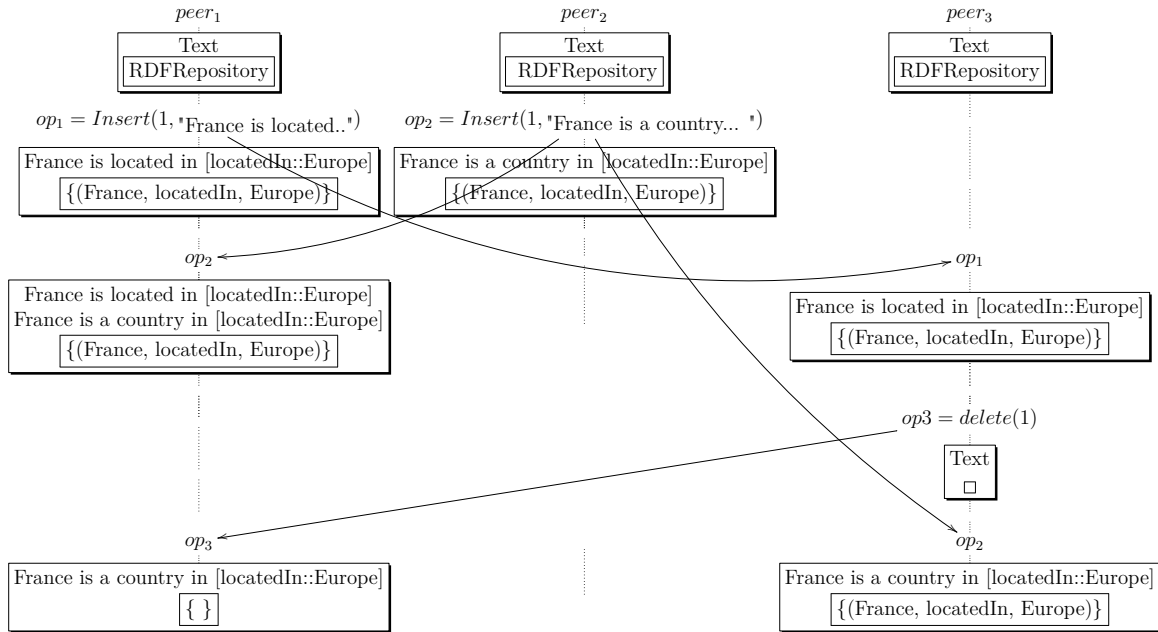 peer₁ peer₂ peer₃
Text Text Text
RDFRepository RDFRepository RDFRepository
op₁ = Insert(1, "France is located..") op₂ = Insert(1, "France is a country... ")
France is located in [locatedIn::Europe] France is a country in [locatedIn::Europe]
{(France, locatedIn, Europe)} {(France, locatedIn, Europe)}
op₂ op₁
France is located in [locatedIn::Europe] France is located in [locatedIn::Europe]
France is a country in [locatedIn::Europe]
{(France, locatedIn, Europe)} {(France, locatedIn, Europe)}
op3 = delete(1)
Text
op₃ op₂
France is a country in [locatedIn::Europe] France is a country in [locatedIn::Europe]
{ } {(France, locatedIn, Europe)}